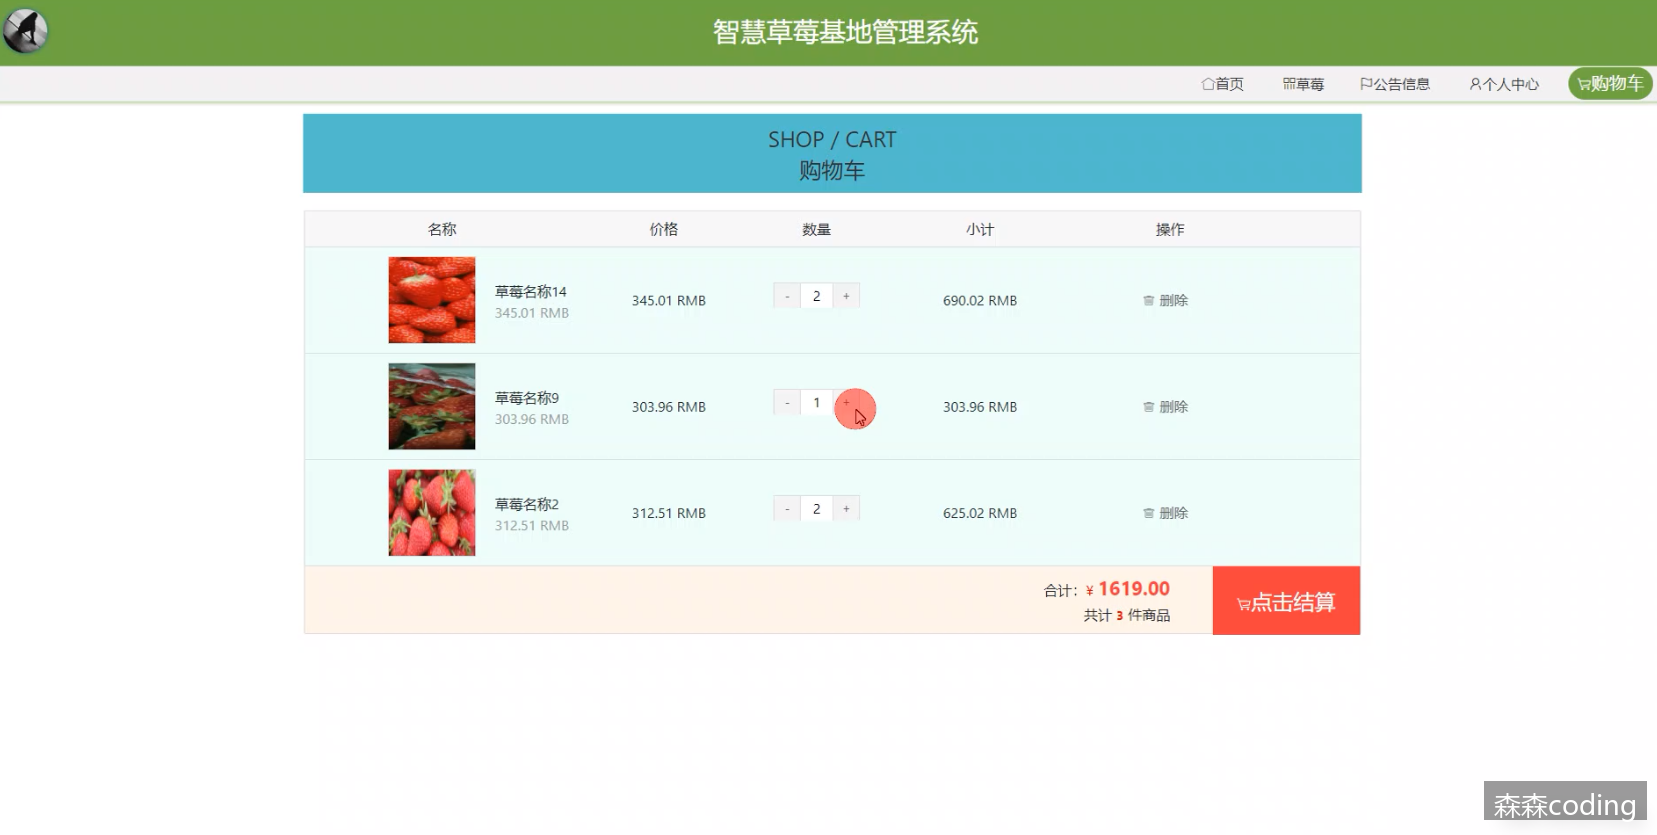 智慧草莓基地管理系统
首页 草莓 公告信息 个人中心 购物车
SHOP / CART
购物车
名称 价格 数量 小计 操作
草莓名称14
345.01 RMB
345.01 RMB - 2 + 690.02 RMB 删除
草莓名称9
303.96 RMB
303.96 RMB - 1 + 303.96 RMB 删除
草莓名称2
312.51 RMB
312.51 RMB - 2 + 625.02 RMB 删除
合计: ¥ 1619.00
共计 3 件商品
点击结算
森森coding